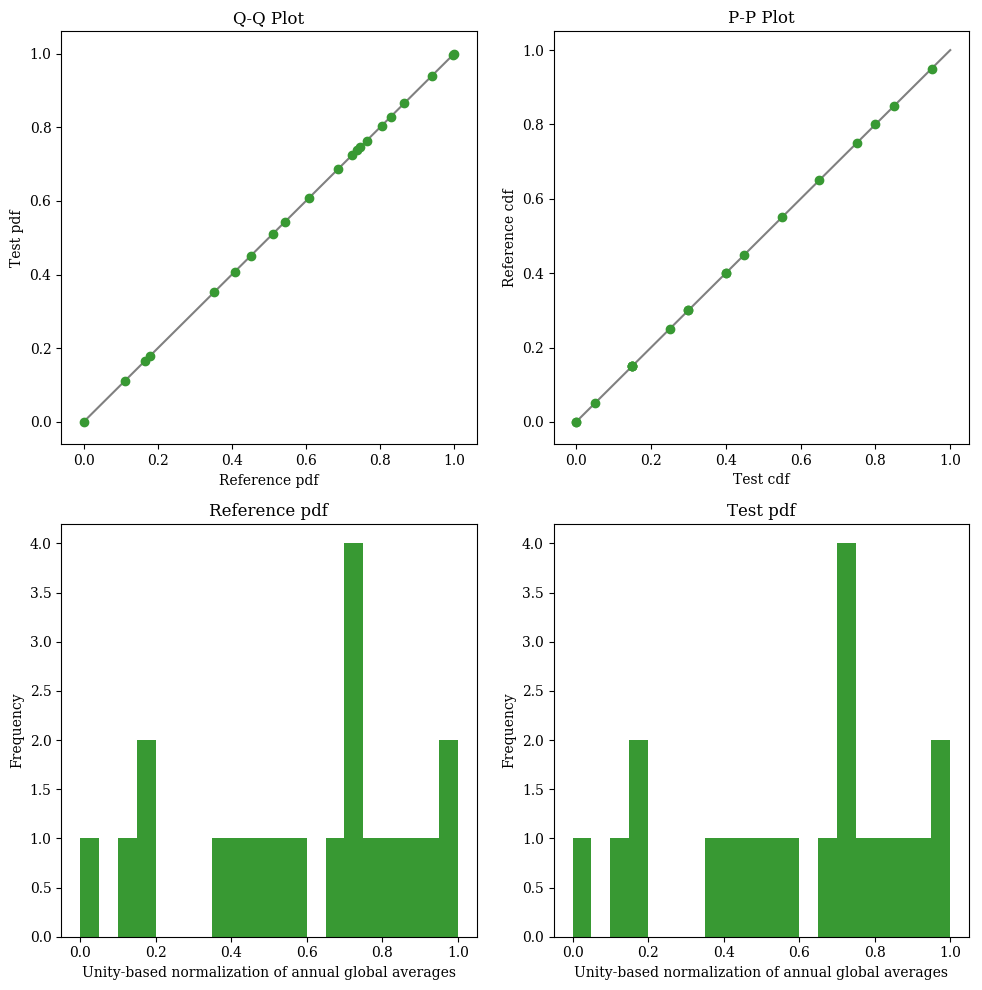 Q-Q Plot
Test pdf
1.0
0.8
0.6
0.4
0.2
0.0
0.0 0.2 0.4 0.6 0.8 1.0
Reference pdf
P-P Plot
Reference cdf
1.0
0.8
0.6
0.4
0.2
0.0
0.0 0.2 0.4 0.6 0.8 1.0
Test cdf
Reference pdf
Frequency
4.0
3.5
3.0
2.5
2.0
1.5
1.0
0.5
0.0
0.0 0.2 0.4 0.6 0.8 1.0
Unity-based normalization of annual global averages
Test pdf
Frequency
4.0
3.5
3.0
2.5
2.0
1.5
1.0
0.5
0.0
0.0 0.2 0.4 0.6 0.8 1.0
Unity-based normalization of annual global averages